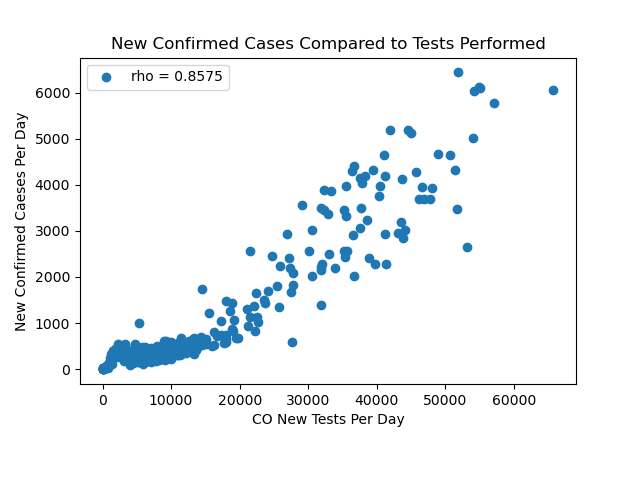 New Confirmed Cases Compared to Tests Performed
rho = 0.8575
New Confirmed Caeses Per Day
6000
5000
4000
3000
2000
1000
0
0 10000 20000 30000 40000 50000 60000
CO New Tests Per Day